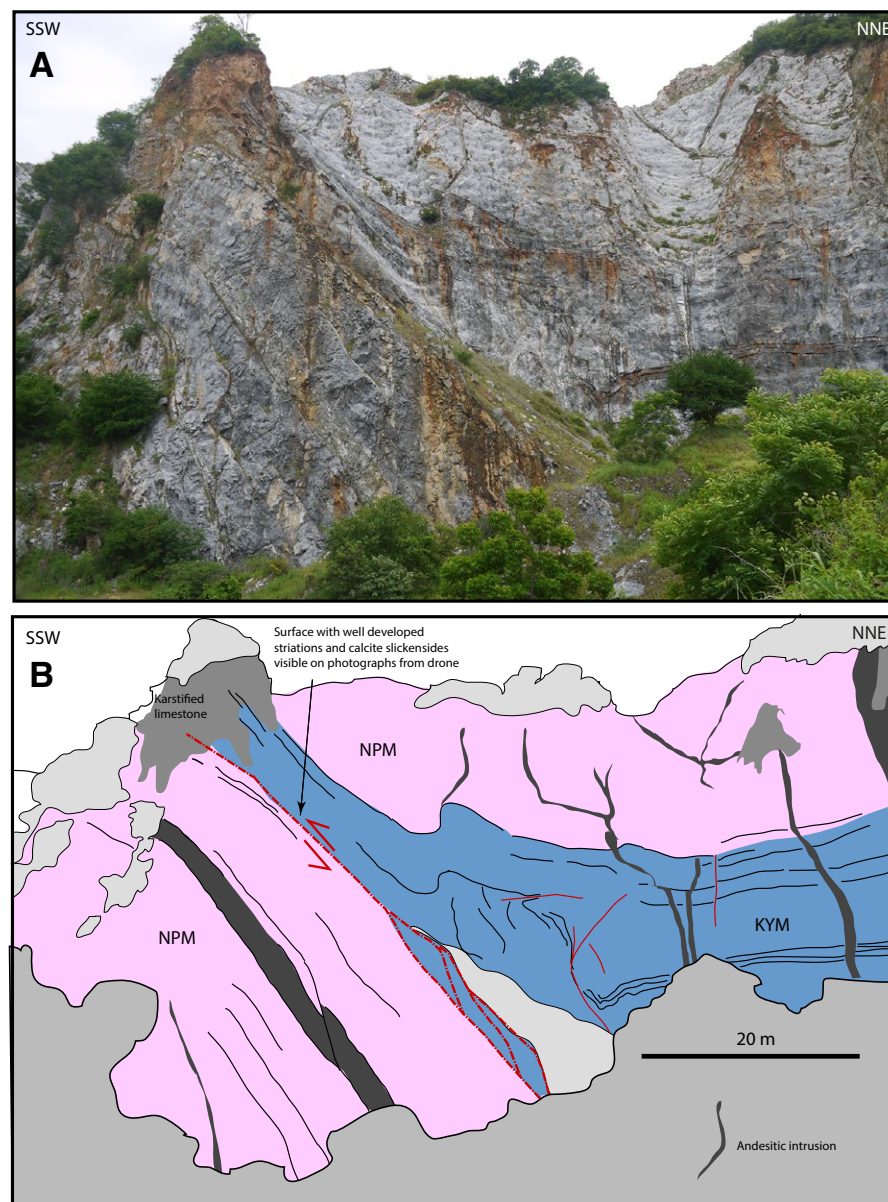 SSW
NNE
A
SSW
NNE
B
Surface with well developed
striations and calcite slickensides
visible on photographs from drone
Karstified
limestone
NPM
NPM
KYM
20 m
Andesitic intrusion